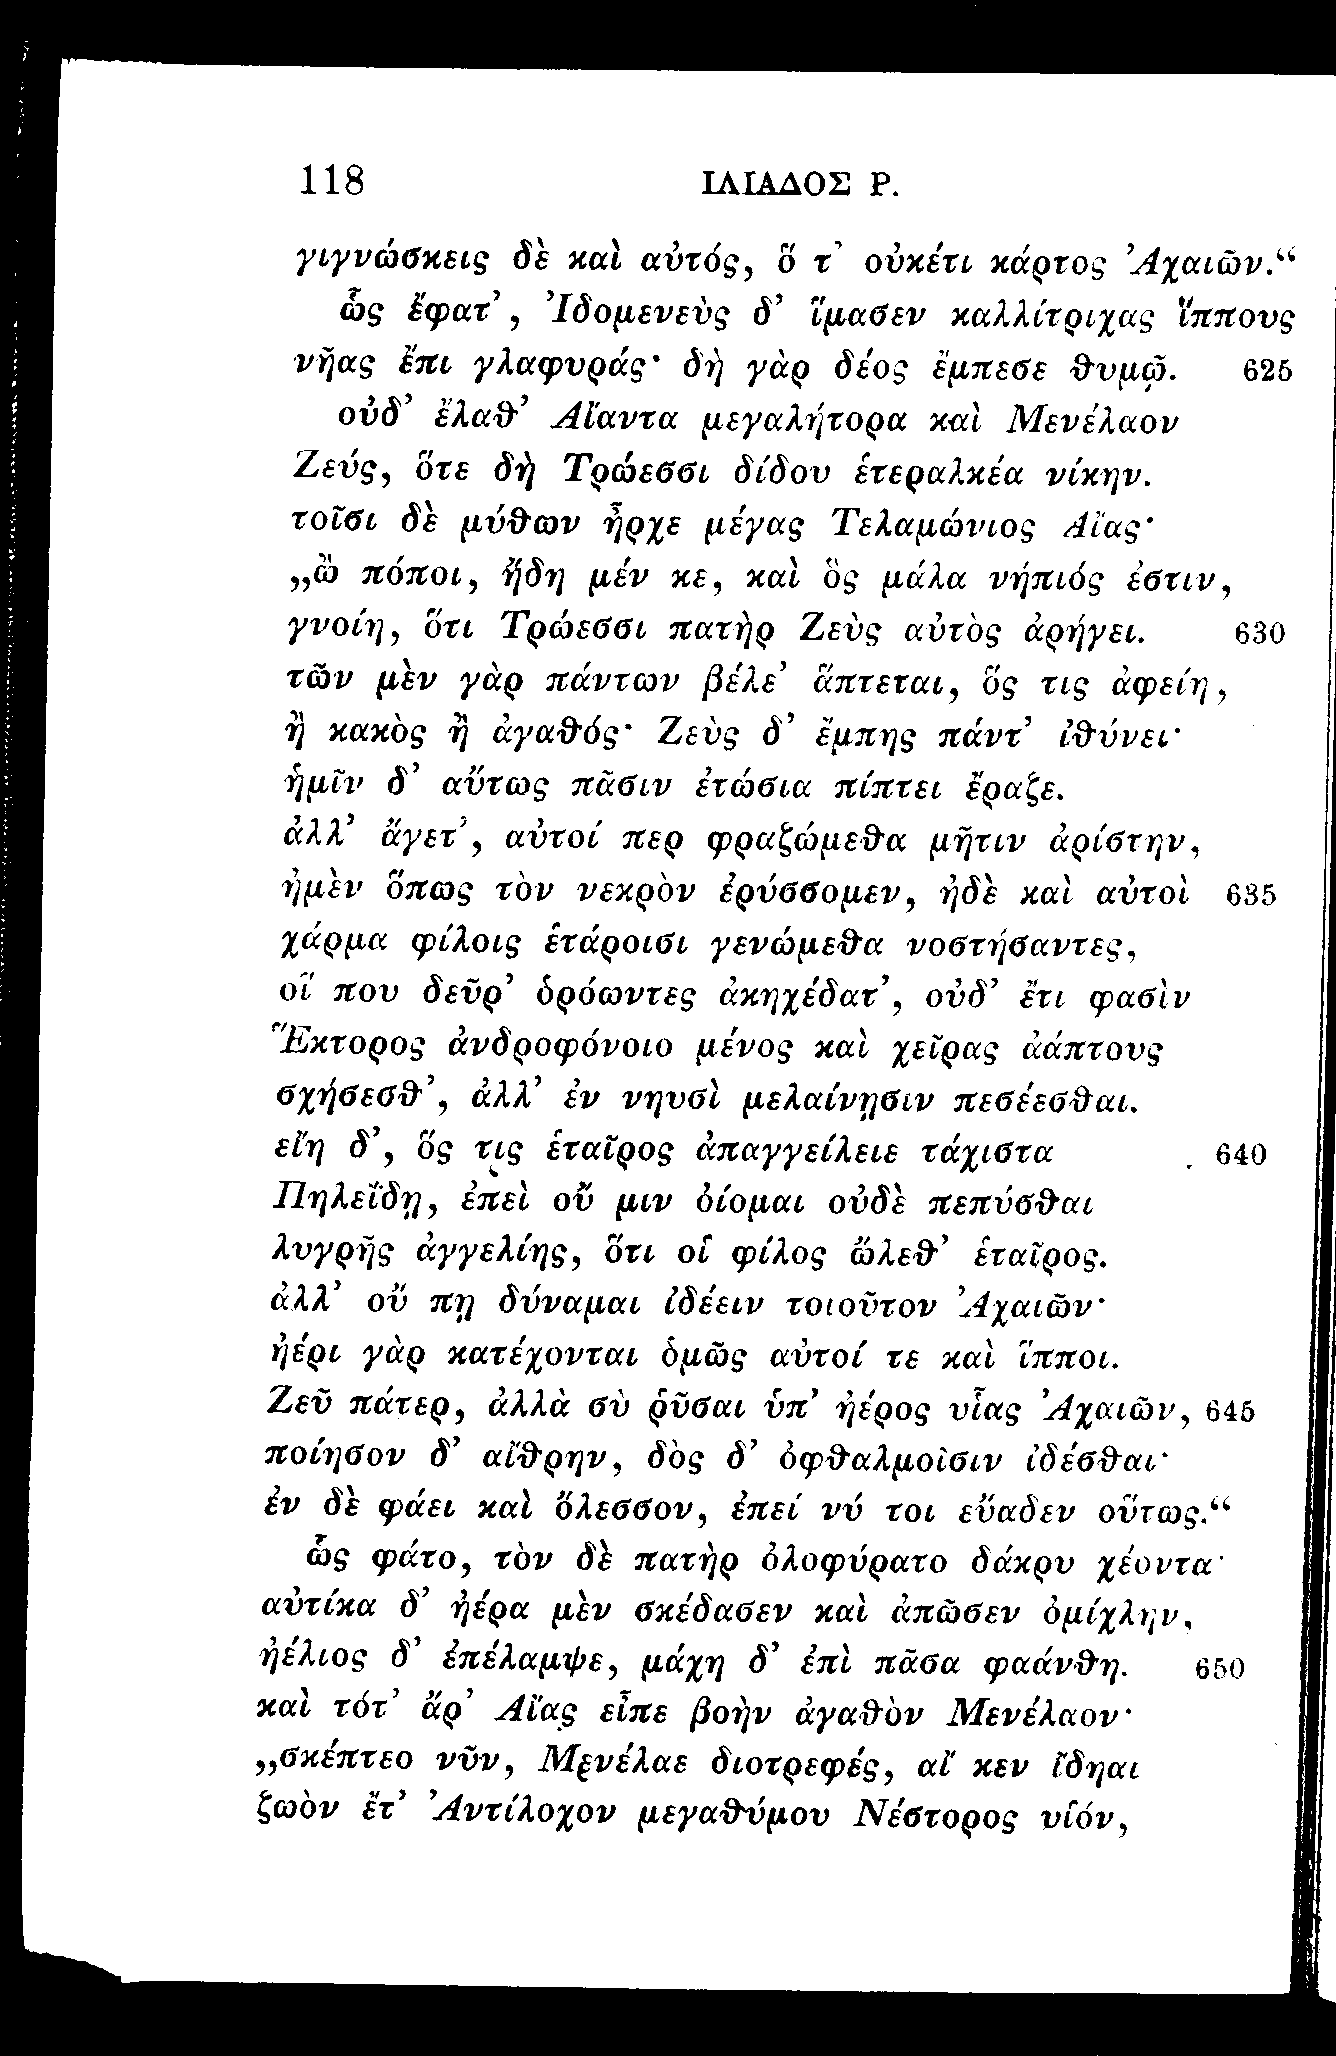 118 ΙΛΙΑΔΟΣ Ρ.
γιγνώσκεις δὲ καὶ αὐτός, ὅ τ᾽ οὐκέτι κάρτος Ἀχαιῶν.“
ὣς ἔφατ᾽, Ἰδομενεὺς δ᾽ ἵμασεν καλλίτριχας ἵππους
νῆας ἔπι γλαφυράς· δὴ γὰρ δέος ἔμπεσε θυμῷ. 625
οὐδ᾽ ἔλαθ᾽ Αἴαντα μεγαλήτορα καὶ Μενέλαον
Ζεύς, ὅτε δὴ Τρώεσσι δίδου ἑτεραλκέα νίκην.
τοῖσι δὲ μύθων ἦρχε μέγας Τελαμώνιος Αἴας·
„ὢ πόποι, ἤδη μέν κε, καὶ ὃς μάλα νήπιός ἐστιν,
γνοίη, ὅτι Τρώεσσι πατὴρ Ζεὺς αὐτὸς ἀρήγει. 630
τῶν μὲν γὰρ πάντων βέλε᾽ ἅπτεται, ὅς τις ἀφείη,
ἢ κακὸς ἢ ἀγαθός· Ζεὺς δ᾽ ἔμπης πάντ᾽ ἰθύνει·
ἡμῖν δ᾽ αὔτως πᾶσιν ἐτώσια πίπτει ἔραζε.
ἀλλ᾽ ἄγετ᾽, αὐτοί περ φραζώμεθα μῆτιν ἀρίστην,
ἠμὲν ὅπως τὸν νεκρὸν ἐρύσσομεν, ἠδὲ καὶ αὐτοὶ 635
χάρμα φίλοις ἑτάροισι γενώμεθα νοστήσαντες,
οἵ που δεῦρ᾽ ὁρόωντες ἀκηχέδατ᾽, οὐδ᾽ ἔτι φασὶν
Ἕκτορος ἀνδροφόνοιο μένος καὶ χεῖρας ἀάπτους
σχήσεσθ᾽, ἀλλ᾽ ἐν νηυσὶ μελαίνῃσιν πεσέεσθαι.
εἴη δ᾽, ὅς τις ἑταῖρος ἀπαγγείλειε τάχιστα 640
Πηλεΐδῃ, ἐπεὶ οὔ μιν ὀίομαι οὐδὲ πεπύσθαι
λυγρῆς ἀγγελίης, ὅτι οἱ φίλος ὤλεθ᾽ ἑταῖρος.
ἀλλ᾽ οὔ πῃ δύναμαι ἰδέειν τοιοῦτον Ἀχαιῶν·
ἠέρι γὰρ κατέχονται ὁμῶς αὐτοί τε καὶ ἵπποι.
Ζεῦ πάτερ, ἀλλὰ σὺ ῥῦσαι ὑπ᾽ ἠέρος υἷας Ἀχαιῶν, 645
ποίησον δ᾽ αἴθρην, δὸς δ᾽ ὀφθαλμοῖσιν ἰδέσθαι·
ἐν δὲ φάει καὶ ὄλεσσον, ἐπεί νύ τοι εὔαδεν οὕτως.“
ὣς φάτο, τὸν δὲ πατὴρ ὀλοφύρατο δάκρυ χέοντα·
αὐτίκα δ᾽ ἠέρα μὲν σκέδασεν καὶ ἀπῶσεν ὀμίχλην,
ἠέλιος δ᾽ ἐπέλαμψε, μάχη δ᾽ ἐπὶ πᾶσα φαάνθη. 650
καὶ τότ᾽ ἄρ᾽ Αἴας εἶπε βοὴν ἀγαθὸν Μενέλαον·
„σκέπτεο νῦν, Μενέλαε διοτρεφές, αἴ κεν ἴδηαι
ζωὸν ἔτ᾽ Ἀντίλοχον μεγαθύμου Νέστορος υἱόν,